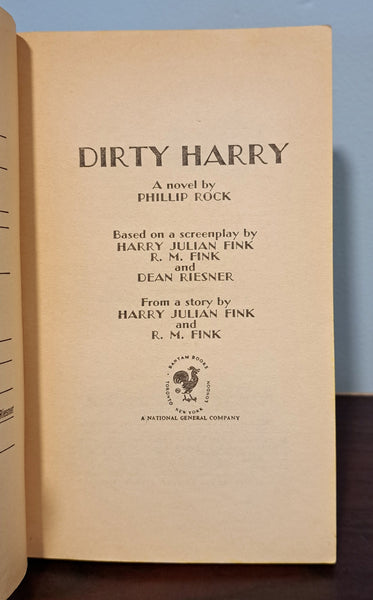 DIRTY HARRY
A novel by
PHILLIP ROCK
Based on a screenplay by
HARRY JULIAN FINK
R. M. FINK
and
DEAN RIESNER
From a story by
HARRY JULIAN FINK
and
R. M. FINK
BANTAM BOOKS
TORONTO • NEW YORK • LONDON
A NATIONAL GENERAL COMPANY